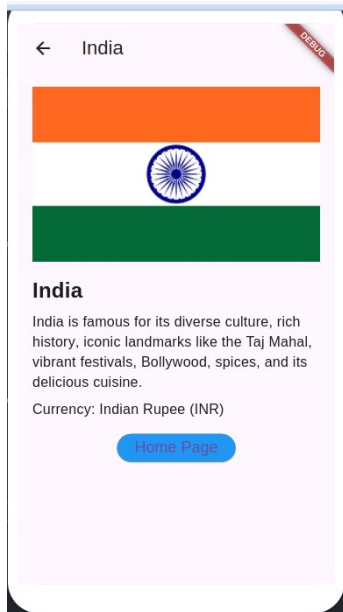 India
DEBUG
India
India is famous for its diverse culture, rich
history, iconic landmarks like the Taj Mahal,
vibrant festivals, Bollywood, spices, and its
delicious cuisine.
Currency: Indian Rupee (INR)
Home Page